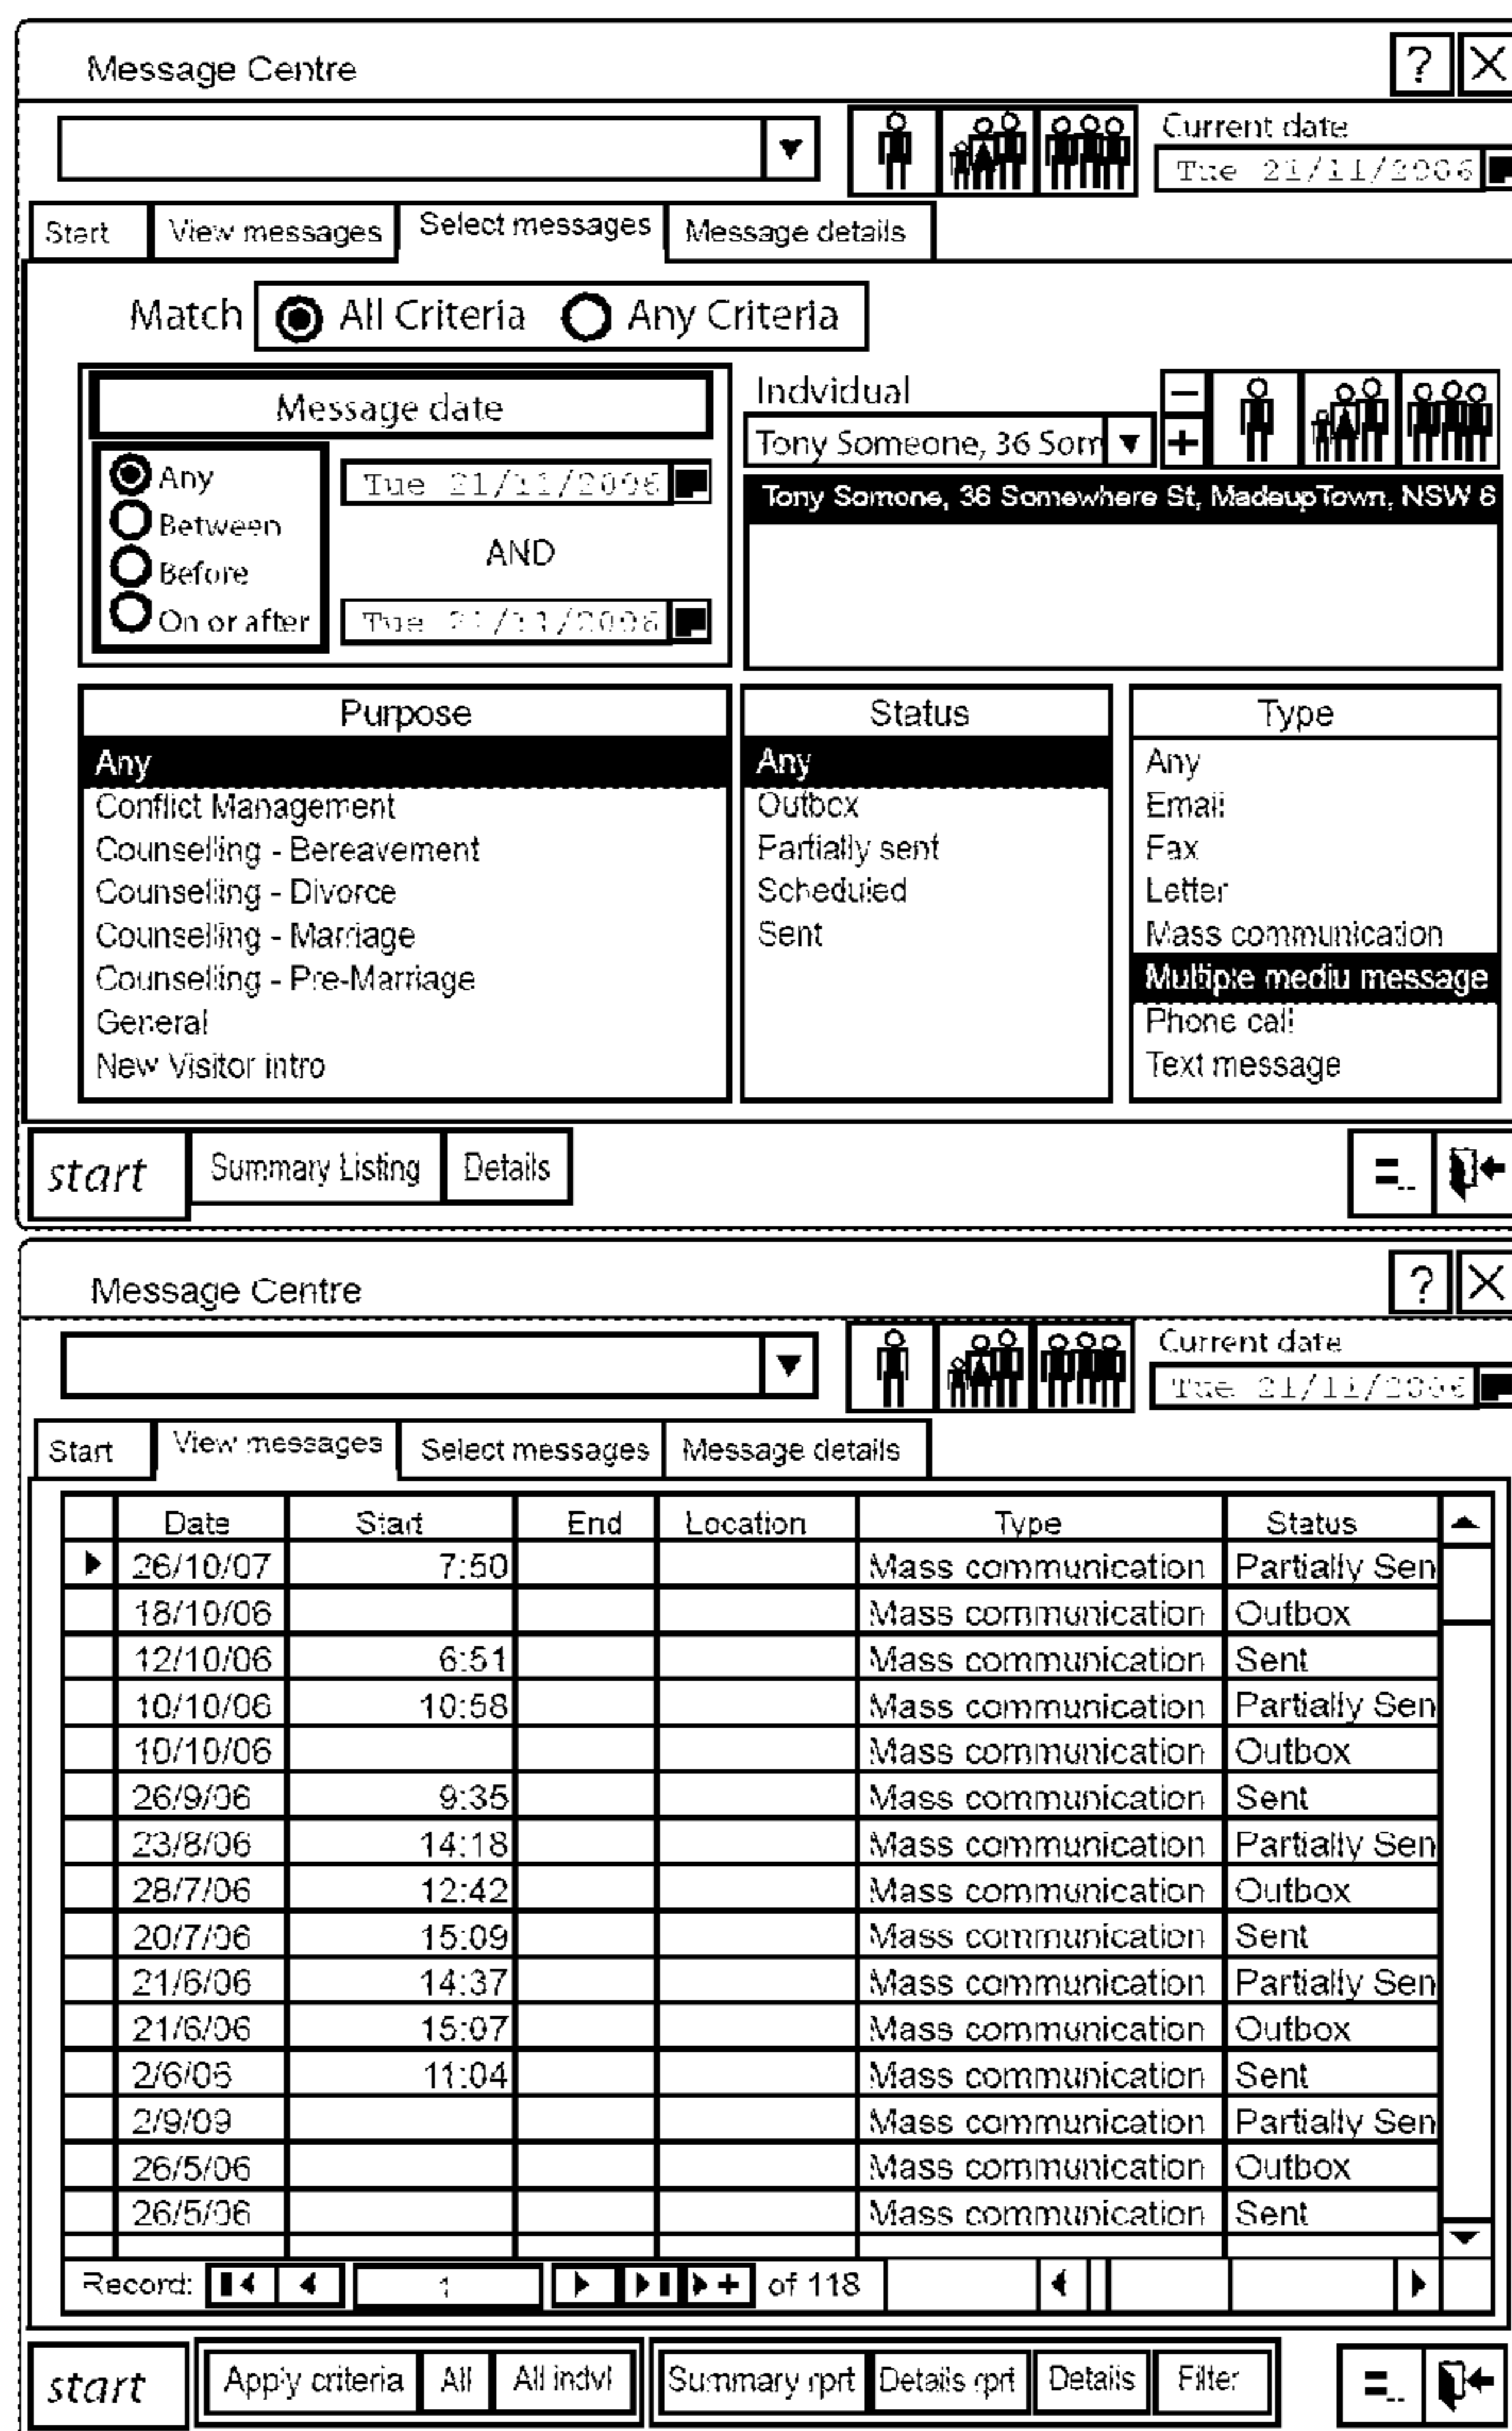 Message Centre ? X
Current date
Tue 21/11/2006
Start View messages Select messages Message details
Match All Criteria Any Criteria
Message date
Any
Between
Before
On or after
Tue 21/11/2006
AND
Tue 21/11/2006
Indvidual
Tony Someone, 36 Som
- +
Tony Somone, 36 Somewhere St, MadeupTown, NSW 6
Purpose
Any
Conflict Management
Counselling - Bereavement
Counselling - Divorce
Counselling - Marriage
Counselling - Pre-Marriage
General
New Visitor intro
Status
Any
Outbox
Partially sent
Scheduled
Sent
Type
Any
Email
Fax
Letter
Mass communication
Multiple mediu message
Phone call
Text message
start Summary Listing Details
Message Centre ? X
Current date
Tue 21/11/2006
Start View messages Select messages Message details
Date Start End Location Type Status
26/10/07 7:50 Mass communication Partially Sen
18/10/06 Mass communication Outbox
12/10/06 6:51 Mass communication Sent
10/10/06 10:58 Mass communication Partially Sen
10/10/06 Mass communication Outbox
26/9/06 9:35 Mass communication Sent
23/8/06 14:18 Mass communication Partially Sen
28/7/06 12:42 Mass communication Outbox
20/7/06 15:09 Mass communication Sent
21/6/06 14:37 Mass communication Partially Sen
21/6/06 15:07 Mass communication Outbox
2/6/06 11:04 Mass communication Sent
2/9/09 Mass communication Partially Sen
26/5/06 Mass communication Outbox
26/5/06 Mass communication Sent
Record: 1 of 118
start Apply criteria All All indvl Summary rprt Details rprt Details Filter